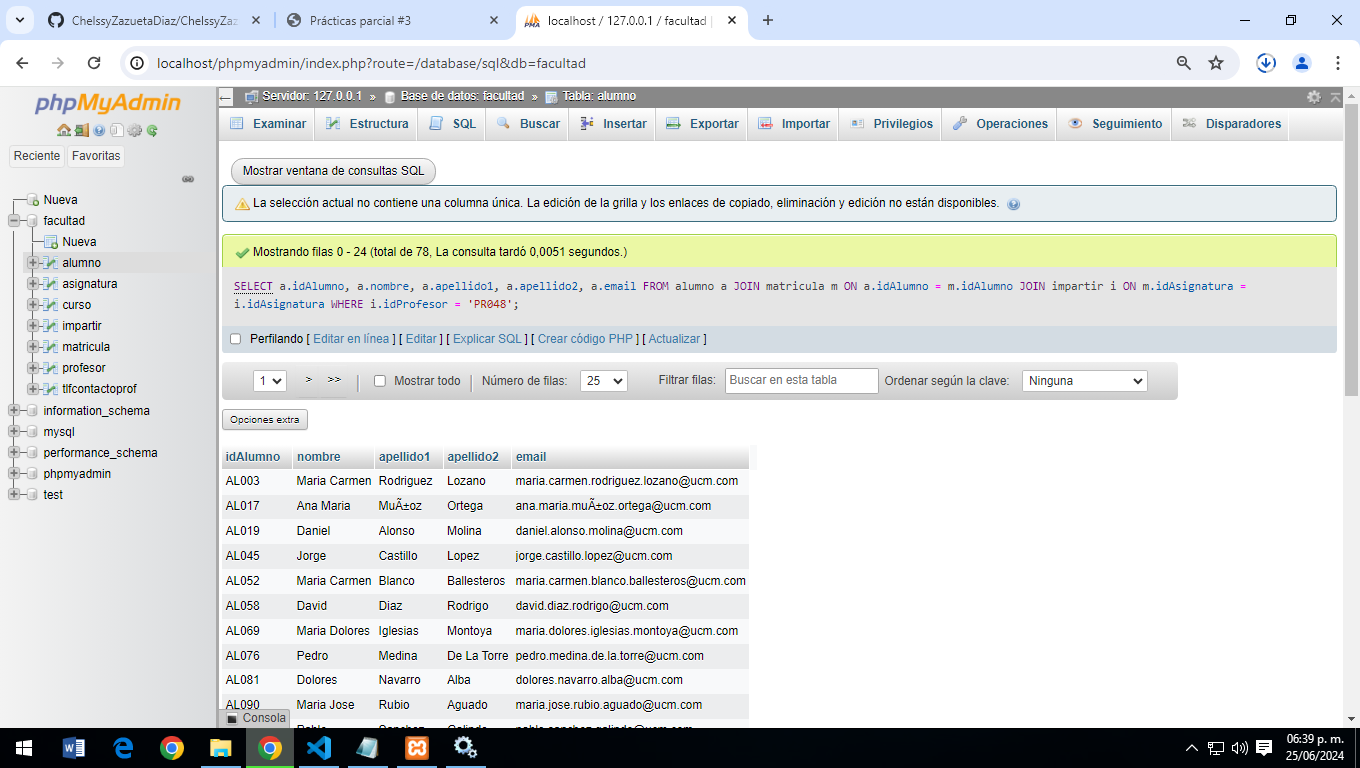 ChelssyZazuetaDiaz/ChelssyZaz
Prácticas parcial #3
PMA
localhost / 127.0.0.1 / facultad |
localhost/phpmyadmin/index.php?route=/database/sql&db=facultad
phpMyAdmin
Reciente
Favoritas
Nueva
facultad
Nueva
alumno
asignatura
curso
impartir
matricula
profesor
tlfcontactoprof
information_schema
mysql
performance_schema
phpmyadmin
test
Servidor: 127.0.0.1 » Base de datos: facultad » Tabla: alumno
Examinar Estructura SQL Buscar Insertar Exportar Importar Privilegios Operaciones Seguimiento Disparadores
Mostrar ventana de consultas SQL
La selección actual no contiene una columna única. La edición de la grilla y los enlaces de copiado, eliminación y edición no están disponibles.
Mostrando filas 0 - 24 (total de 78, La consulta tardó 0,0051 segundos.)
SELECT a.idAlumno, a.nombre, a.apellido1, a.apellido2, a.email FROM alumno a JOIN matricula m ON a.idAlumno = m.idAlumno JOIN impartir i ON m.idAsignatura =
i.idAsignatura WHERE i.idProfesor = 'PR048';
Perfilando [ Editar en línea ] [ Editar ] [ Explicar SQL ] [ Crear código PHP ] [ Actualizar ]
1 > >> | Mostrar todo | Número de filas: 25 Filtrar filas: Buscar en esta tabla Ordenar según la clave: Ninguna
Opciones extra
idAlumno nombre apellido1 apellido2 email
AL003 Maria Carmen Rodriguez Lozano maria.carmen.rodriguez.lozano@ucm.com
AL017 Ana Maria MuÃ±oz Ortega ana.maria.muÃ±oz.ortega@ucm.com
AL019 Daniel Alonso Molina daniel.alonso.molina@ucm.com
AL045 Jorge Castillo Lopez jorge.castillo.lopez@ucm.com
AL052 Maria Carmen Blanco Ballesteros maria.carmen.blanco.ballesteros@ucm.com
AL058 David Diaz Rodrigo david.diaz.rodrigo@ucm.com
AL069 Maria Dolores Iglesias Montoya maria.dolores.iglesias.montoya@ucm.com
AL076 Pedro Medina De La Torre pedro.medina.de.la.torre@ucm.com
AL081 Dolores Navarro Alba dolores.navarro.alba@ucm.com
AL090 Maria Jose Rubio Aguado maria.jose.rubio.aguado@ucm.com
Consola
06:39 p. m.
25/06/2024